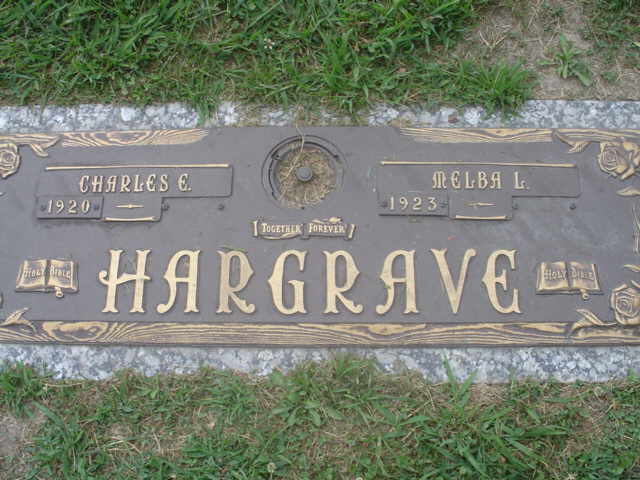 CHARLES E.
1920
MELBA L.
1923
TOGETHER FOREVER
HOLY BIBLE
HARGRAVE
HOLY BIBLE